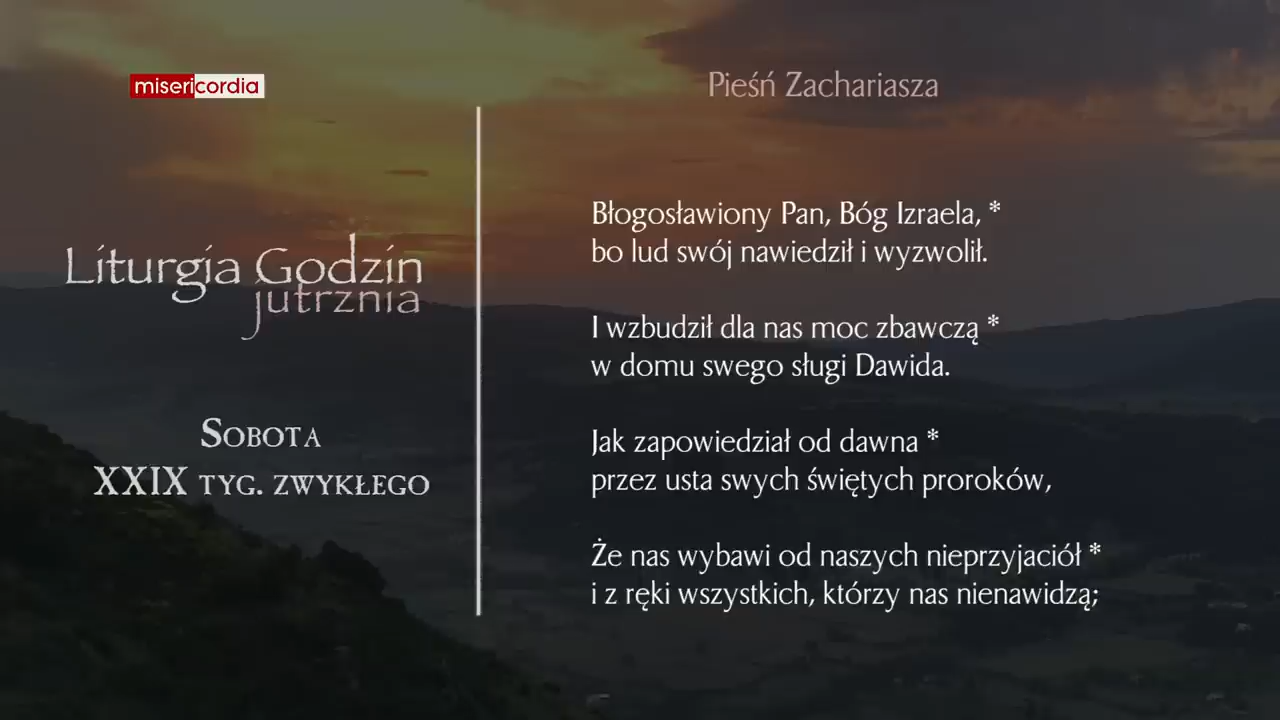 misericordia
Liturgia Godzin
jutrznia
Sobota
XXIX tyg. zwykłego
Pieśń Zachariasza
Błogosławiony Pan, Bóg Izraela, *
bo lud swój nawiedził i wyzwolił.
I wzbudził dla nas moc zbawczą *
w domu swego sługi Dawida.
Jak zapowiedział od dawna *
przez usta swych świętych proroków,
Że nas wybawi od naszych nieprzyjaciół *
i z ręki wszystkich, którzy nas nienawidzą;